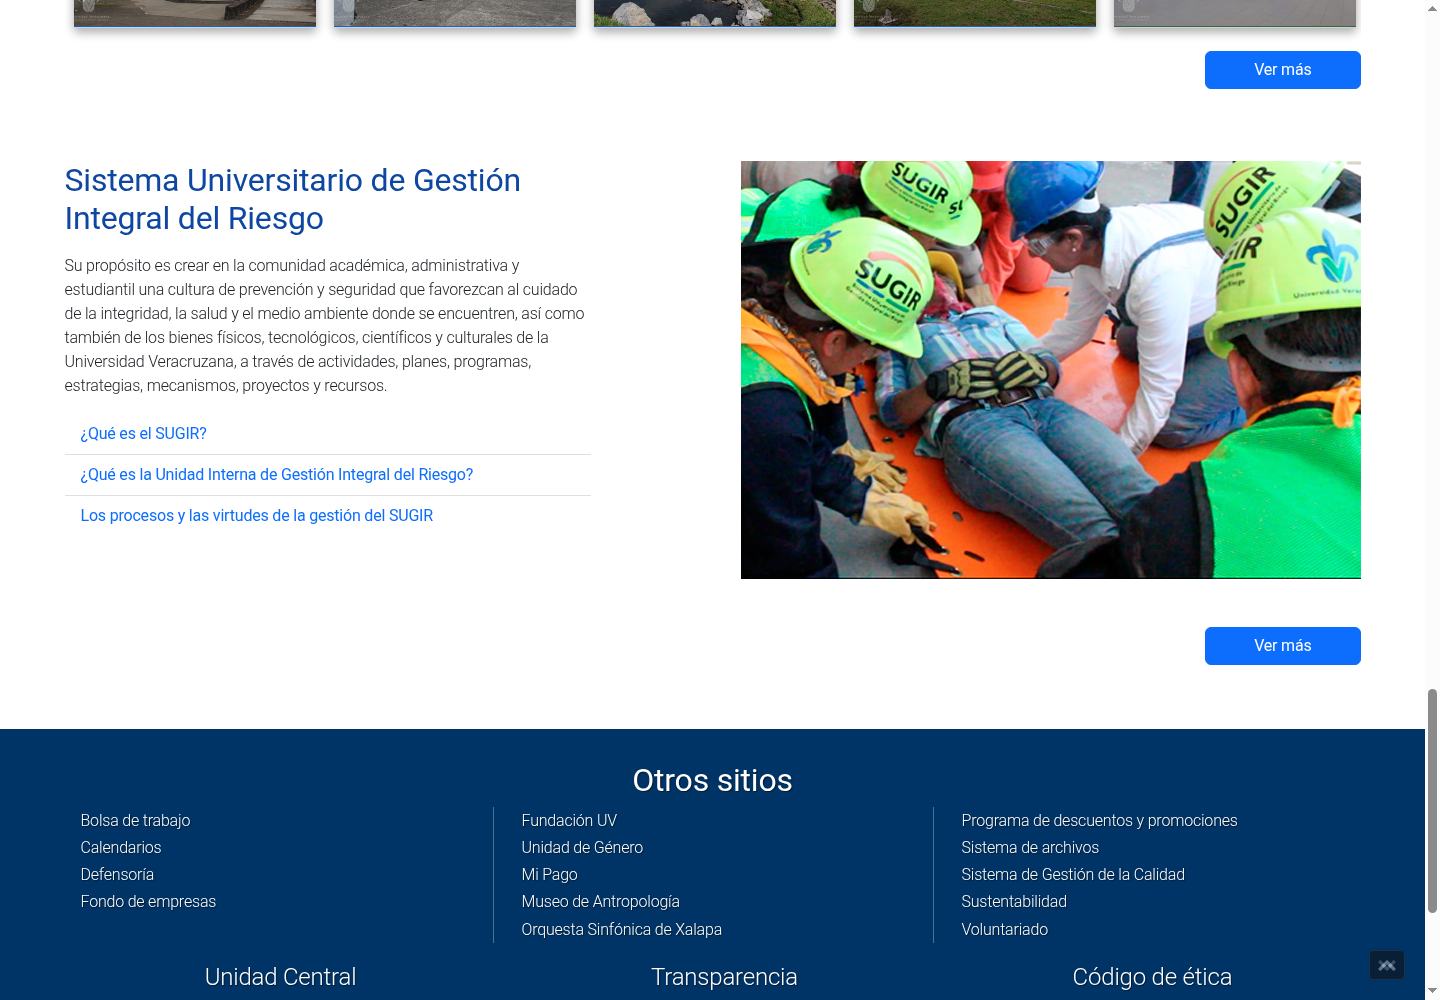 Ver más
Sistema Universitario de Gestión
Integral del Riesgo
Su propósito es crear en la comunidad académica, administrativa y
estudiantil una cultura de prevención y seguridad que favorezcan al cuidado
de la integridad, la salud y el medio ambiente donde se encuentren, así como
también de los bienes físicos, tecnológicos, científicos y culturales de la
Universidad Veracruzana, a través de actividades, planes, programas,
estrategias, mecanismos, proyectos y recursos.
¿Qué es el SUGIR?
¿Qué es la Unidad Interna de Gestión Integral del Riesgo?
Los procesos y las virtudes de la gestión del SUGIR
SUGIR
SUGIR
SUGIR
Ver más
Otros sitios
Bolsa de trabajo
Calendarios
Defensoría
Fondo de empresas
Fundación UV
Unidad de Género
Mi Pago
Museo de Antropología
Orquesta Sinfónica de Xalapa
Programa de descuentos y promociones
Sistema de archivos
Sistema de Gestión de la Calidad
Sustentabilidad
Voluntariado
Unidad Central
Transparencia
Código de ética